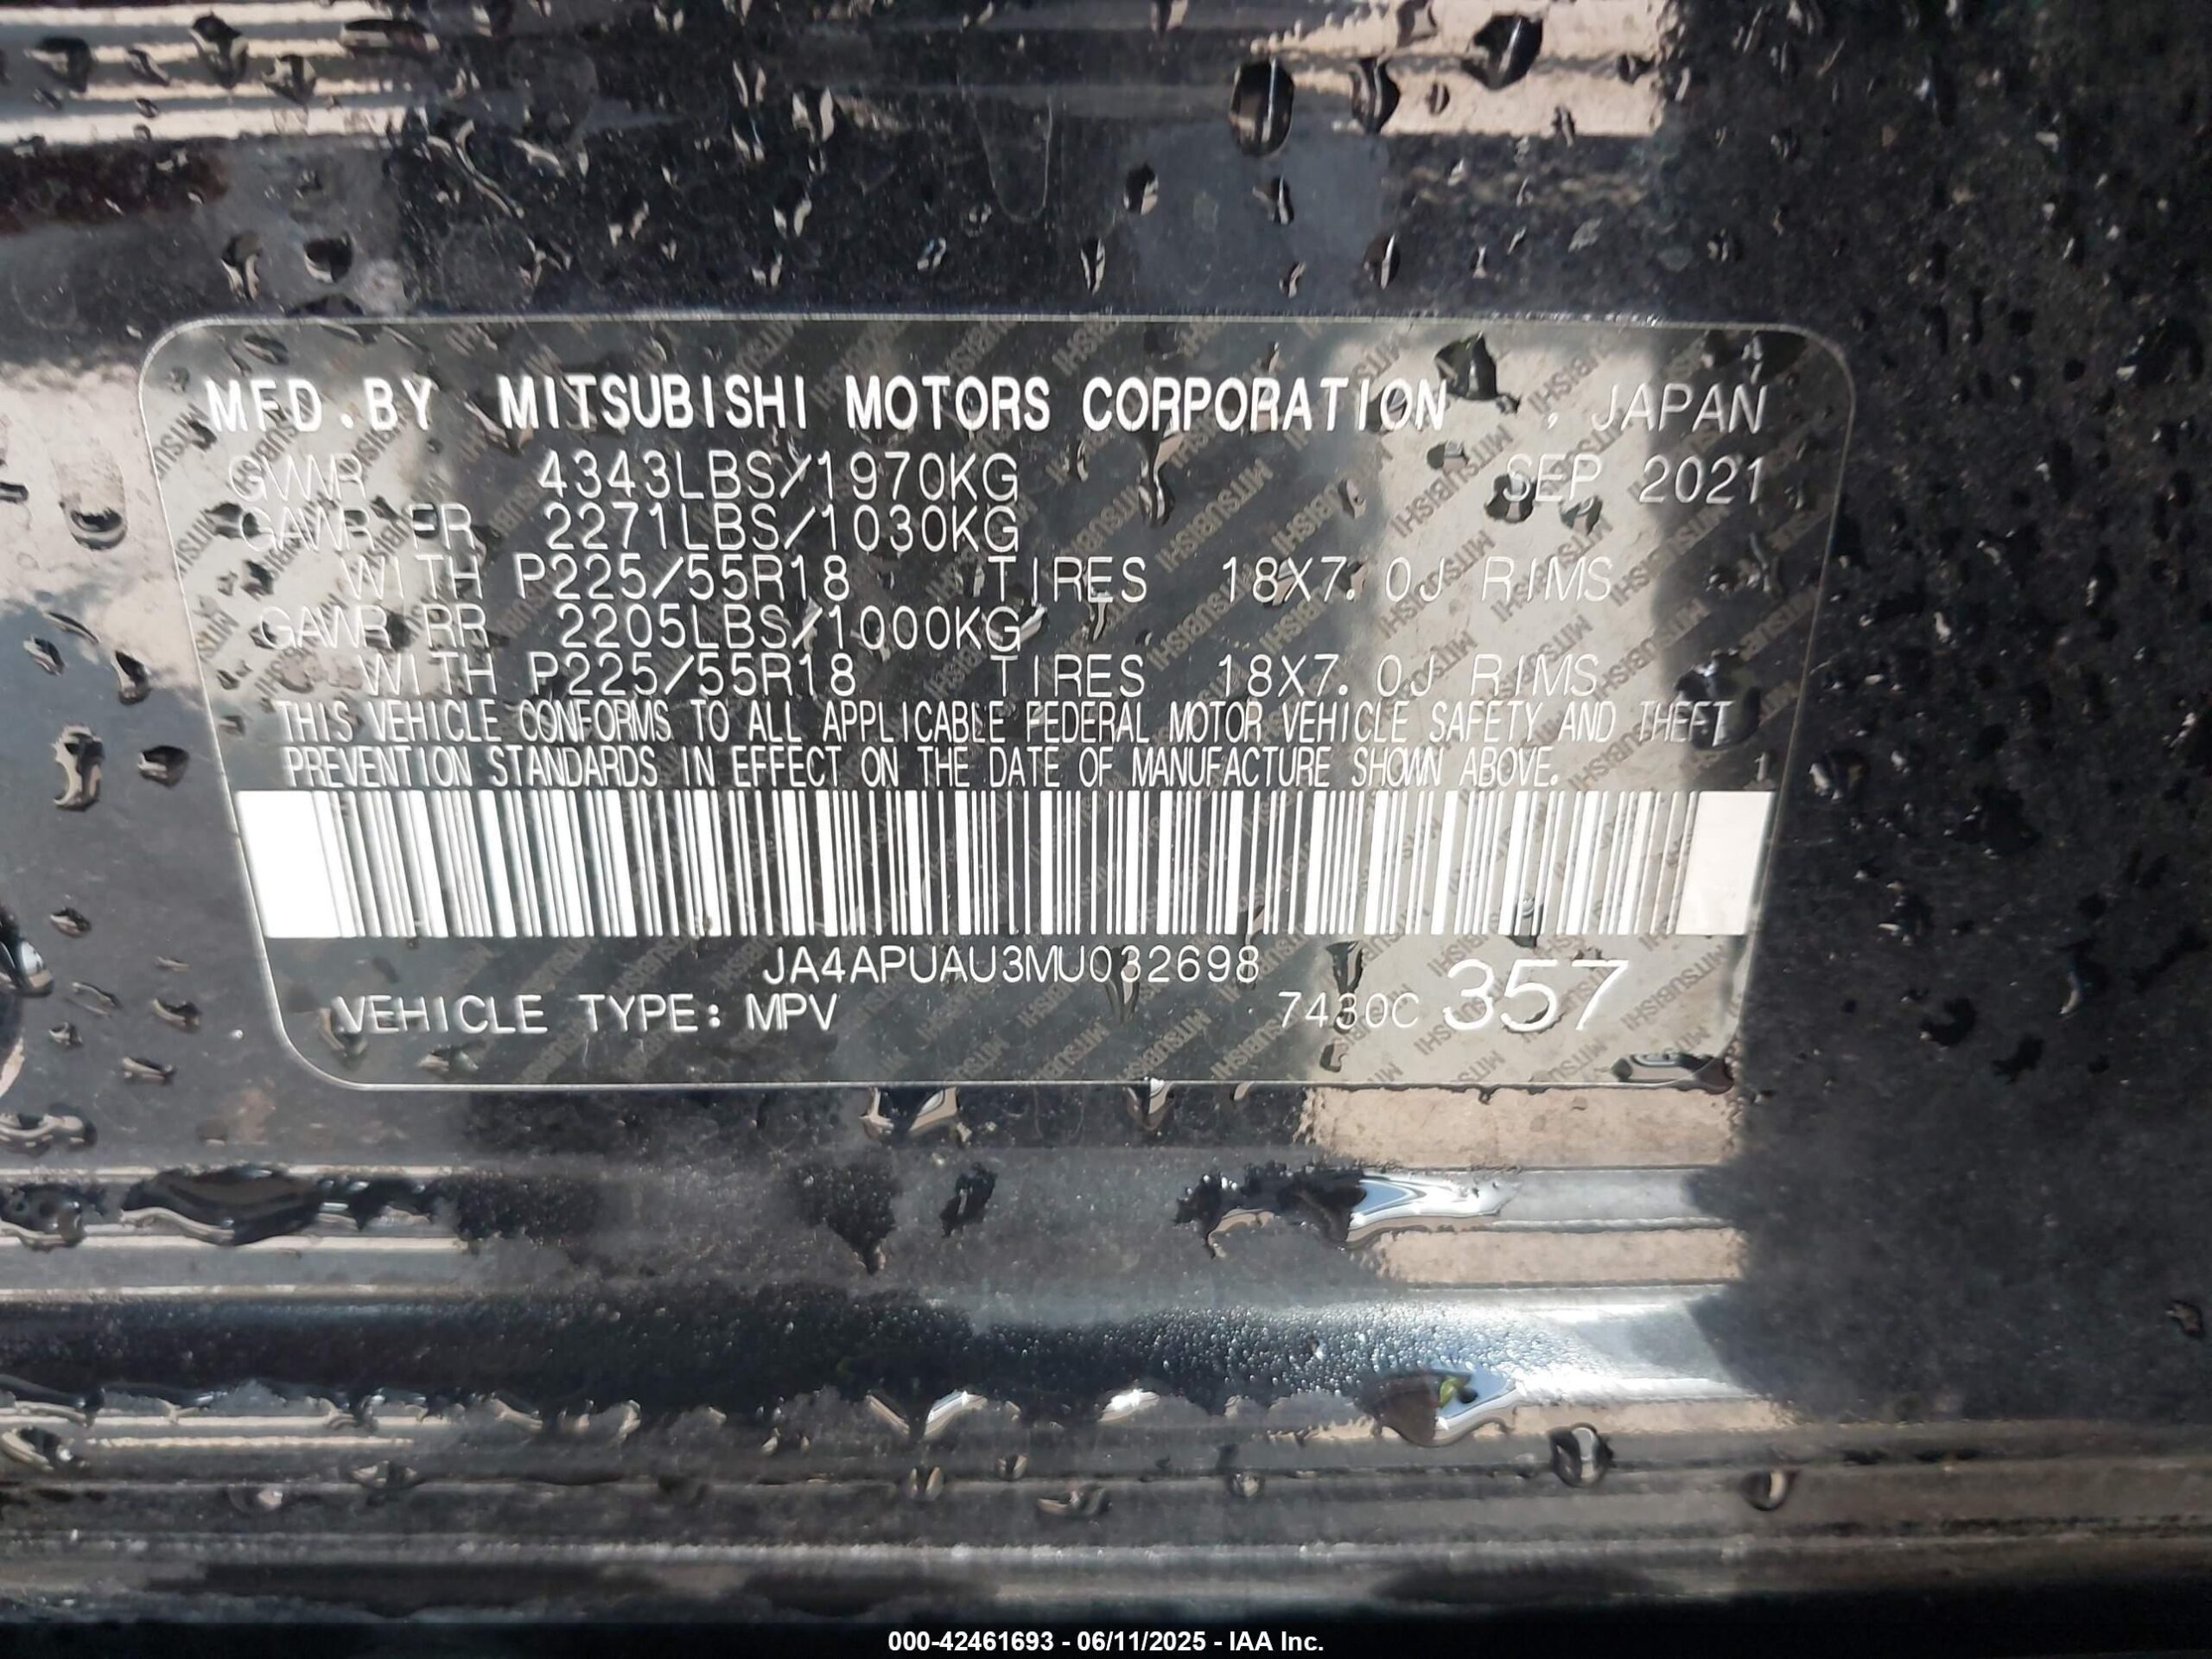 MFD.BY MITSUBISHI MOTORS CORPORATION , JAPAN
GVWR 4343LBS/1970KG SEP 2021
GAWR FR 2271LBS/1030KG
WITH P225/55R18 TIRES 18X7.0J RIMS
GAWR RR 2205LBS/1000KG
WITH P225/55R18 TIRES 18X7.0J RIMS
THIS VEHICLE CONFORMS TO ALL APPLICABLE FEDERAL MOTOR VEHICLE SAFETY AND THEFT
PREVENTION STANDARDS IN EFFECT ON THE DATE OF MANUFACTURE SHOWN ABOVE. 1
JA4APUAU3MU032698
VEHICLE TYPE: MPV 7430C 357
000-42461693 - 06/11/2025 - IAA Inc.